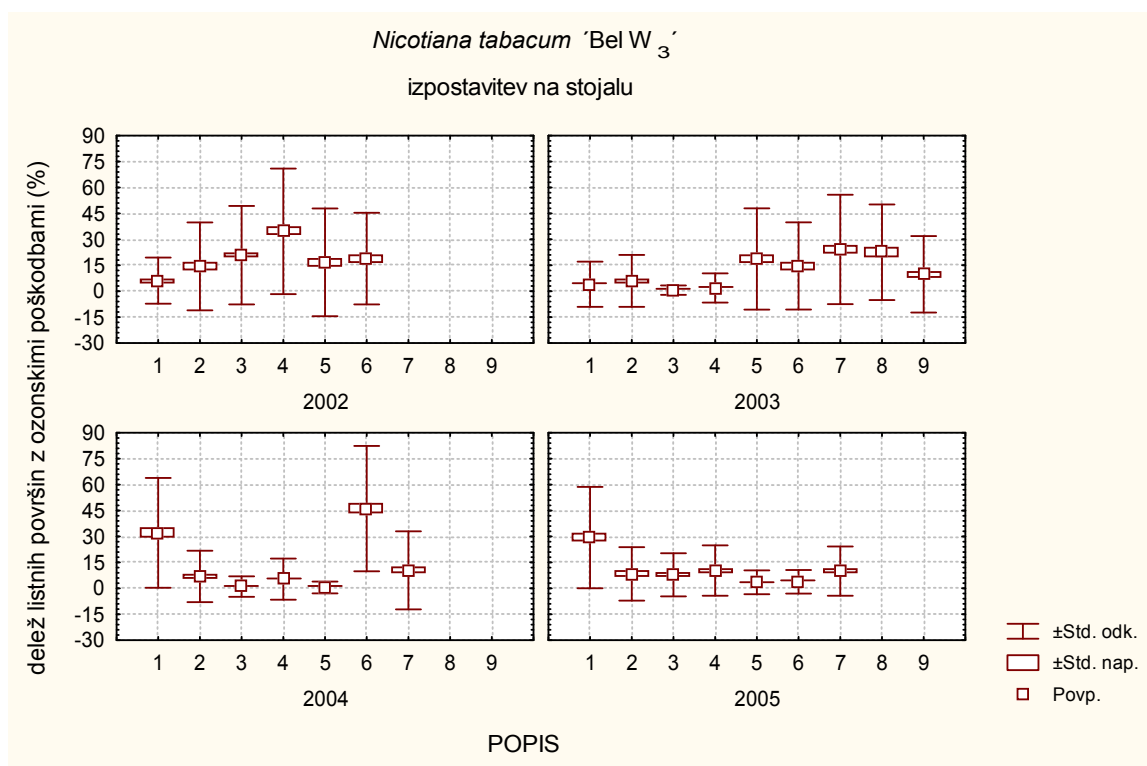 Nicotiana tabacum ´Bel W 3´
izpostavitev na stojalu
delež listnih površin z ozonskimi poškodbami (%)
90
75
60
45
30
15
0
-15
-30
1 2 3 4 5 6 7 8 9
2002
1 2 3 4 5 6 7 8 9
2003
90
75
60
45
30
15
0
-15
-30
1 2 3 4 5 6 7 8 9
2004
1 2 3 4 5 6 7 8 9
2005
±Std. odk.
±Std. nap.
Povp.
POPIS